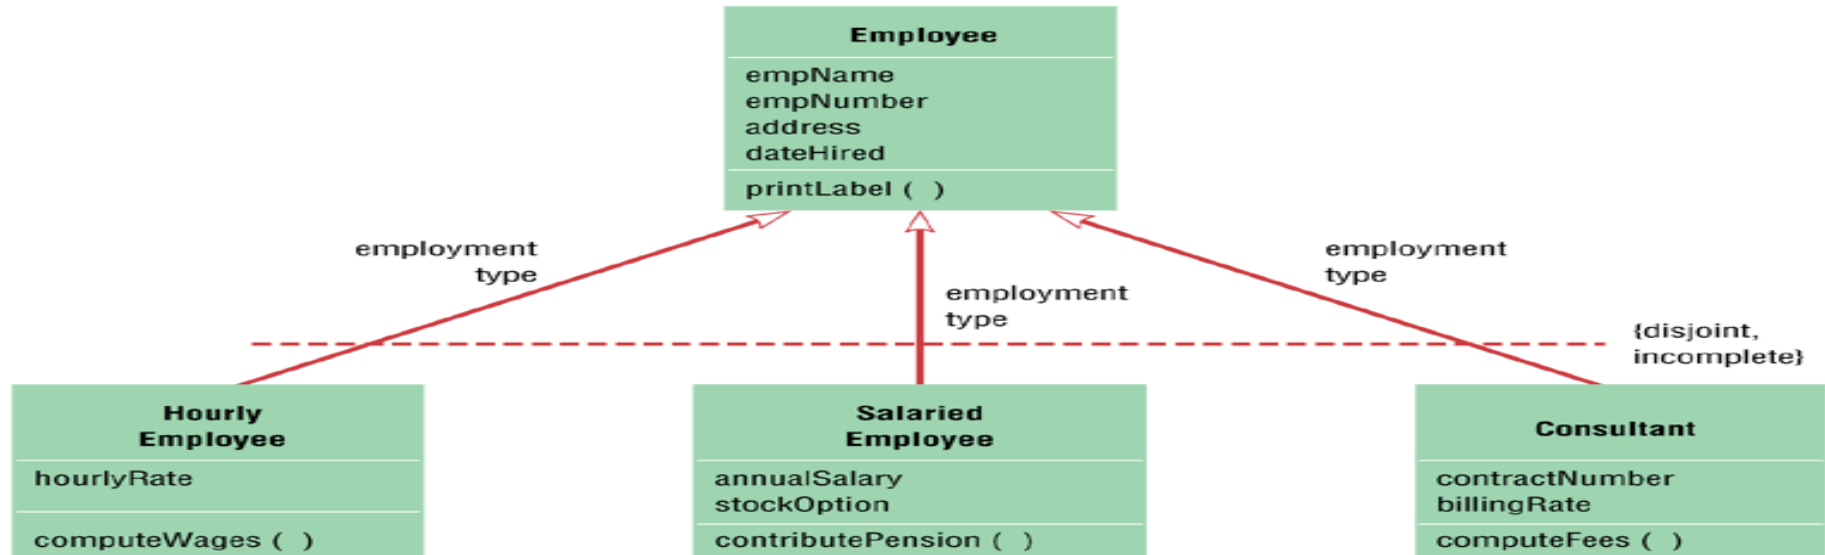 Employee
empName
empNumber
address
dateHired
printLabel ( )
employment
type
employment
type
employment
type
{disjoint,
incomplete}
Hourly
Employee
hourlyRate
computeWages ( )
Salaried
Employee
annualSalary
stockOption
contributePension ( )
Consultant
contractNumber
billingRate
computeFees ( )